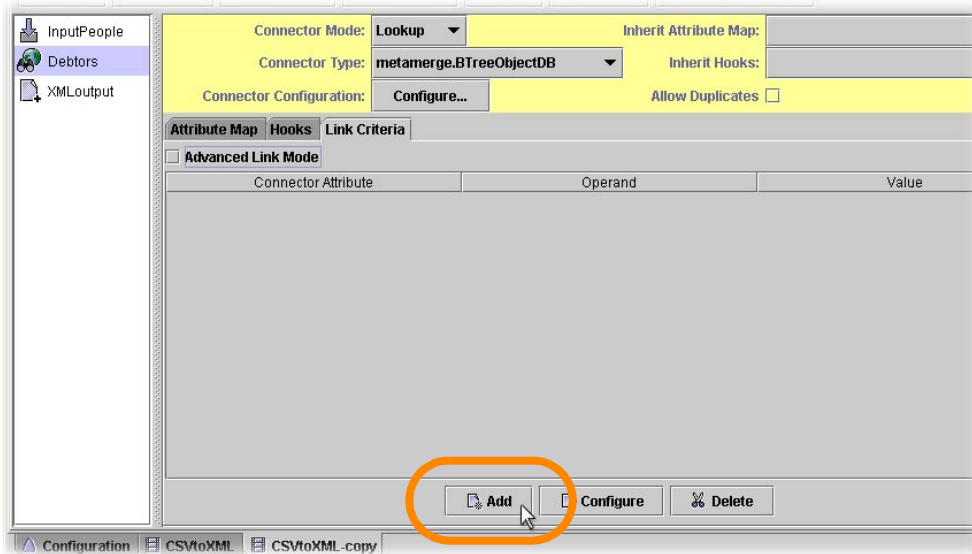 InputPeople
Debtors
XMLoutput
Connector Mode: Lookup Inherit Attribute Map:
Connector Type: metamerge.BTreeObjectDB Inherit Hooks:
Connector Configuration: Configure... Allow Duplicates
Attribute Map Hooks Link Criteria
Advanced Link Mode
Connector Attribute Operand Value
Add Configure Delete
Configuration CSVtoXML CSVtoXML-copy